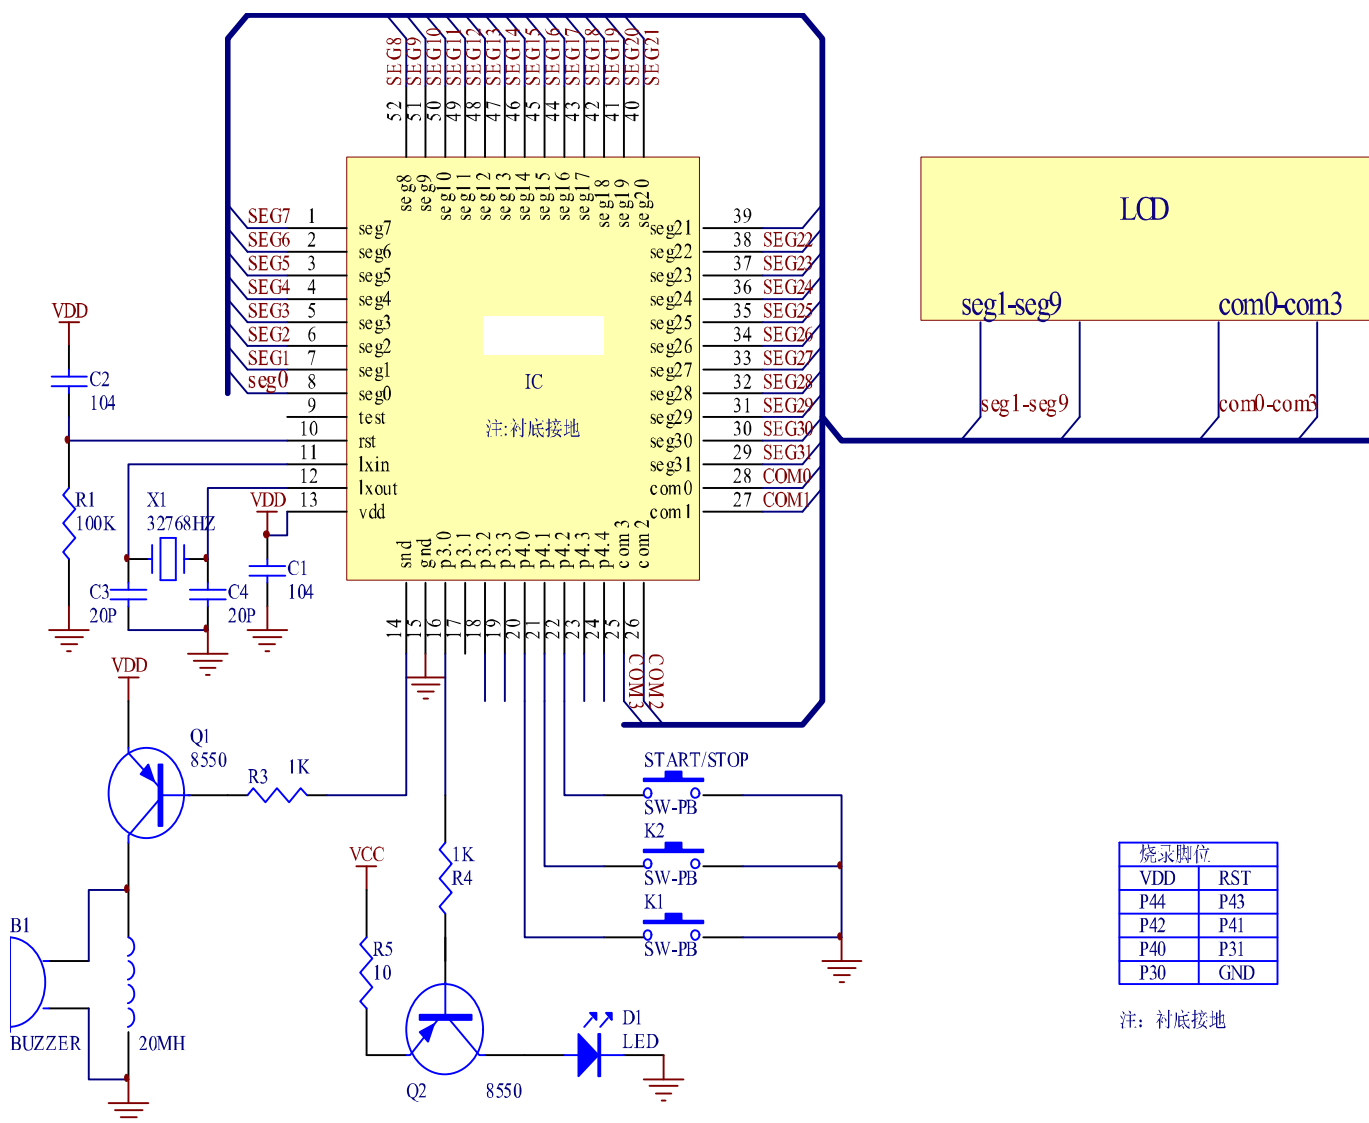 SEG8
SEG9
SEG10
SEG11
SEG12
SEG13
SEG14
SEG15
SEG16
SEG17
SEG18
SEG19
SEG20
SEG21
52
51
50
49
48
47
46
45
44
43
42
41
40
seg8
seg9
seg10
seg11
seg12
seg13
seg14
seg15
seg16
seg17
seg18
seg19
seg20
SEG7 1 seg7
SEG6 2 seg6
SEG5 3 seg5
SEG4 4 seg4
SEG3 5 seg3
SEG2 6 seg2
SEG1 7 seg1
seg0 8 seg0
9 test
10 rst
11 lxin
12 lxout
13 vdd
seg21 39
seg22 38 SEG22
seg23 37 SEG23
seg24 36 SEG24
seg25 35 SEG25
seg26 34 SEG26
seg27 33 SEG27
seg28 32 SEG28
seg29 31 SEG29
seg30 30 SEG30
seg31 29 SEG31
com0 28 COM0
com1 27 COM1
IC
注:衬底接地
LCD
seg1-seg9 com0-com3
seg1-seg9 com0-com3
VDD
C2
104
R1
100K
X1
32768HZ
VDD
C3
20P
C4
20P
C1
104
snd
gnd
p3.0
p3.1
p3.2
p3.3
p4.0
p4.1
p4.2
p4.3
p4.4
com3
com2
14
15
16
17
18
19
20
21
22
23
24
25
26
COM3
COM2
VDD
Q1
8550
R3 1K
B1
BUZZER
20MH
VCC
R5
10
1K
R4
Q2 8550
D1
LED
START/STOP
SW-PB
K2
SW-PB
K1
SW-PB
烧录脚位
VDD RST
P44 P43
P42 P41
P40 P31
P30 GND
注：衬底接地